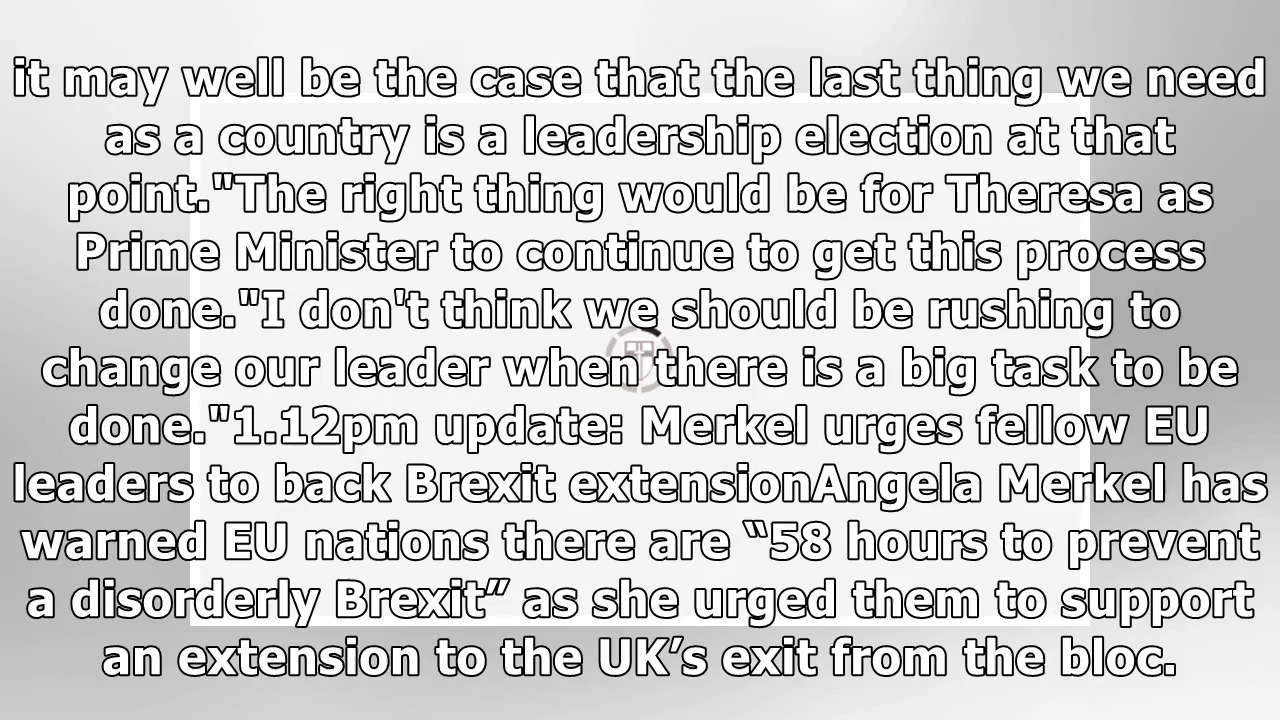 it may well be the case that the last thing we need
as a country is a leadership election at that
point."The right thing would be for Theresa as
Prime Minister to continue to get this process
done."I don't think we should be rushing to
change our leader when there is a big task to be
done."1.12pm update: Merkel urges fellow EU
leaders to back Brexit extensionAngela Merkel has
warned EU nations there are “58 hours to prevent
a disorderly Brexit” as she urged them to support
an extension to the UK’s exit from the bloc.